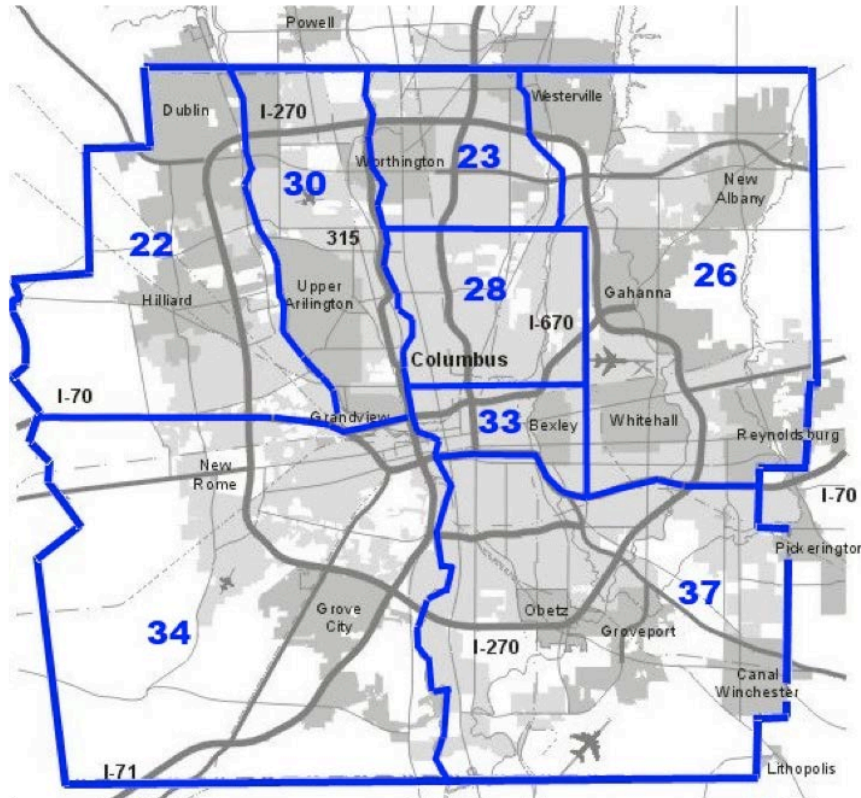 Powell
Dublin
I-270
Westerville
Worthington
23
30
New
Albany
315
22
26
Upper
Arilington
28
Gahanna
Hilliard
I-670
Columbus
I-70
Grandview
33
Bexley
Whitehall
Reynoldsburg
New
Rome
I-70
Pickerington
37
Grove
City
Obetz
34
Groveport
I-270
Canal
Winchester
I-71
Lithopolis